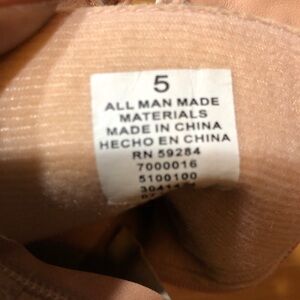 5
ALL MAN MADE
MATERIALS
MADE IN CHINA
HECHO EN CHINA
RN 59284
7000016
5100100